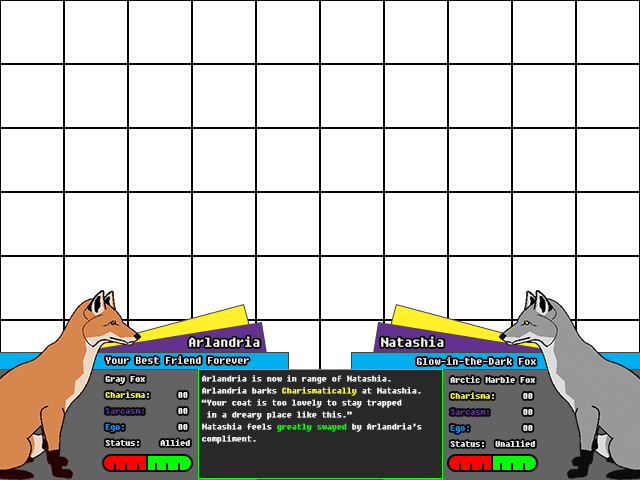 Arlandria
Your Best Friend Forever
Gray Fox
Charisma: 00
Sarcasm: 00
Ego: 00
Status: Allied
Arlandria is now in range of Natashia.
Arlandria barks Charismatically at Natashia.
“Your coat is too lovely to stay trapped
in a dreary place like this.”
Natashia feels greatly swayed by Arlandria’s
compliment.
Natashia
Glow-in-the-Dark Fox
Arctic Marble Fox
Charisma: 00
Sarcasm: 00
Ego: 00
Status: Unallied